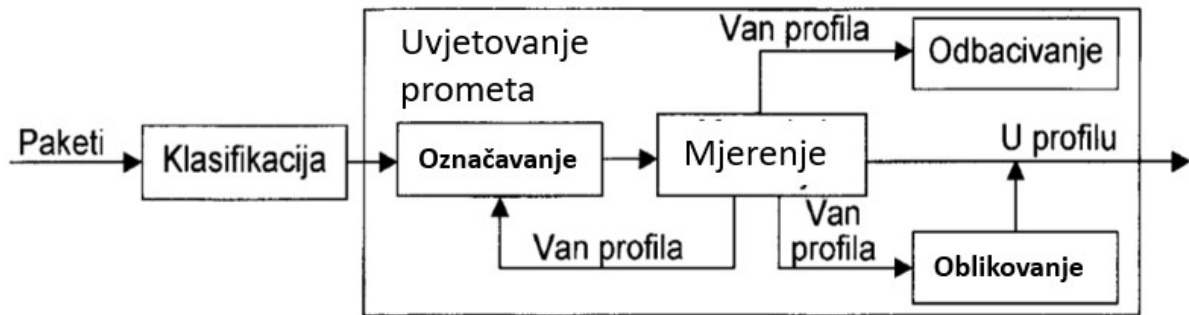 Uvjetovanje
prometa
Van profila
Odbacivanje
Paketi
Klasifikacija
Označavanje
Mjerenje
U profilu
Van profila
Van
profila
Oblikovanje